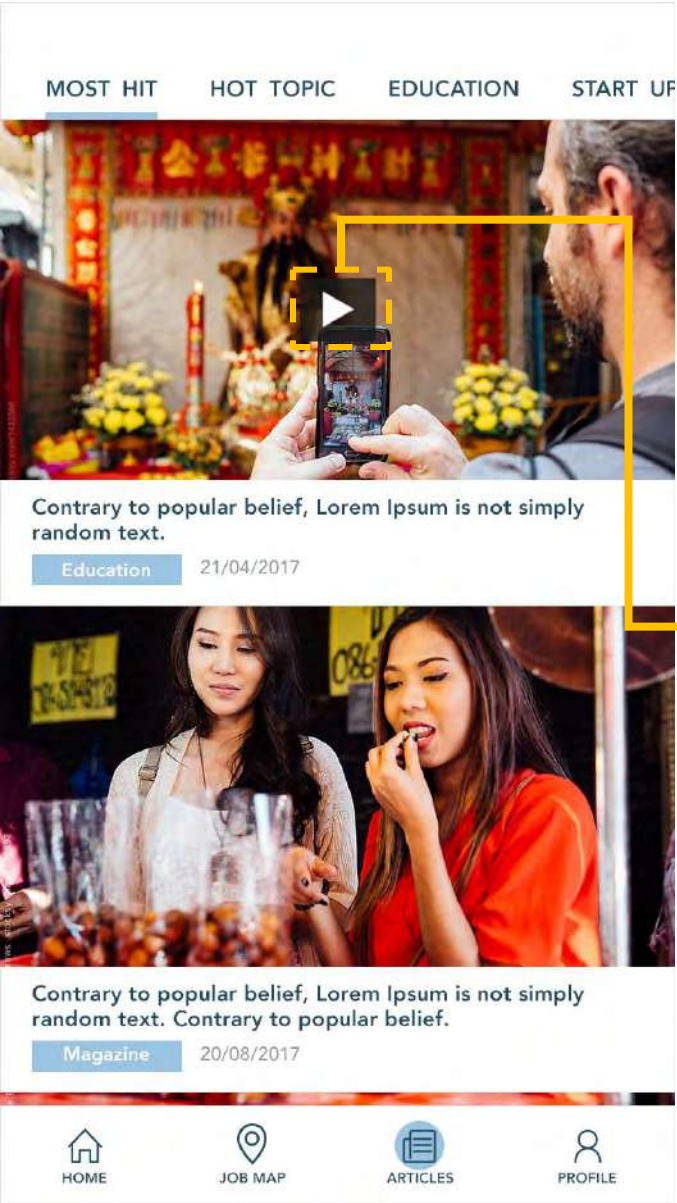 MOST HIT
HOT TOPIC
EDUCATION
START UP
Contrary to popular belief, Lorem Ipsum is not simply
random text.
Education
21/04/2017
086-
Contrary to popular belief, Lorem Ipsum is not simply
random text. Contrary to popular belief.
Magazine
20/08/2017
HOME
JOB MAP
ARTICLES
PROFILE